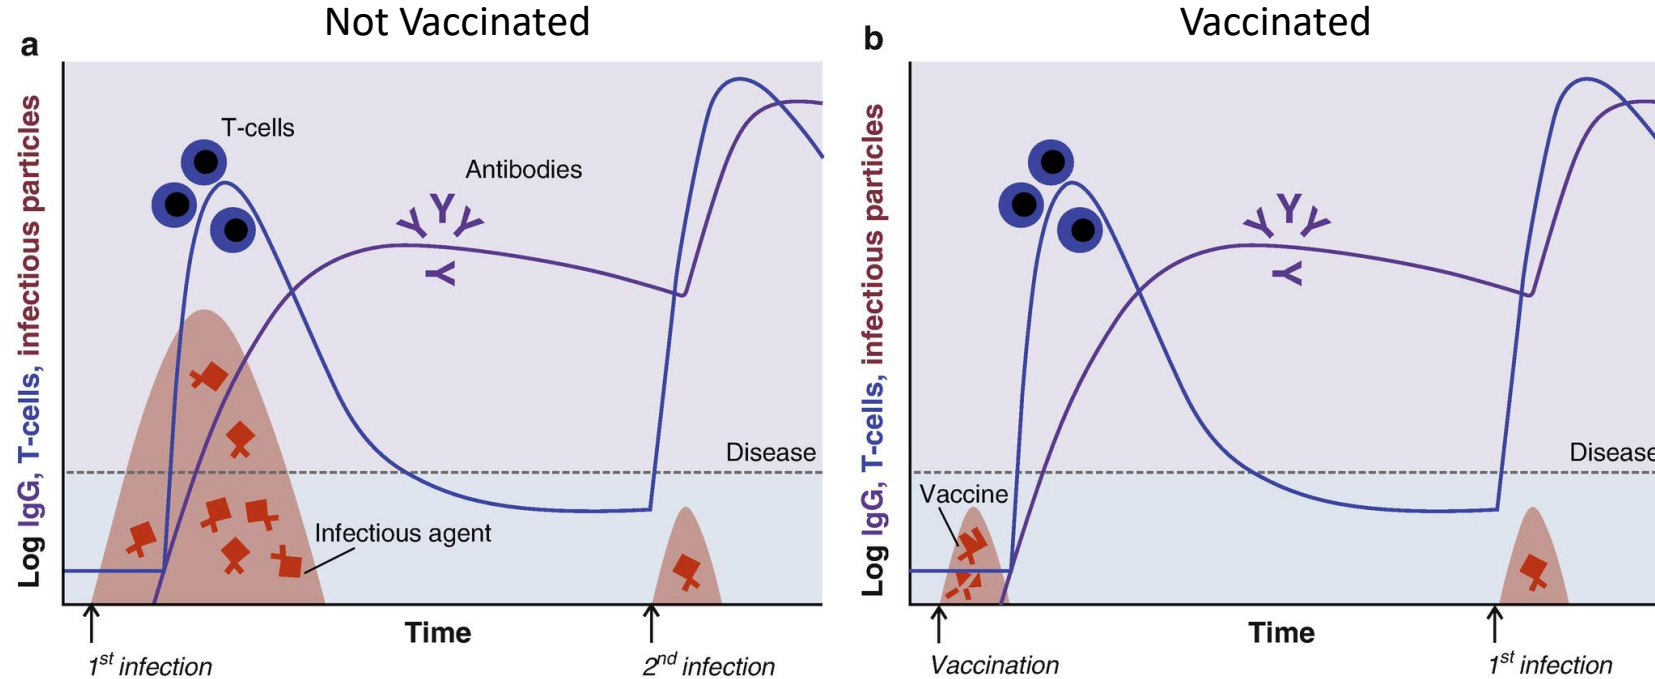 Not Vaccinated
a
T-cells
Antibodies
Disease
Infectious agent
Log IgG, T-cells, infectious particles
Time
1st infection
2nd infection
Vaccinated
b
Disease
Vaccine
Log IgG, T-cells, infectious particles
Time
Vaccination
1st infection